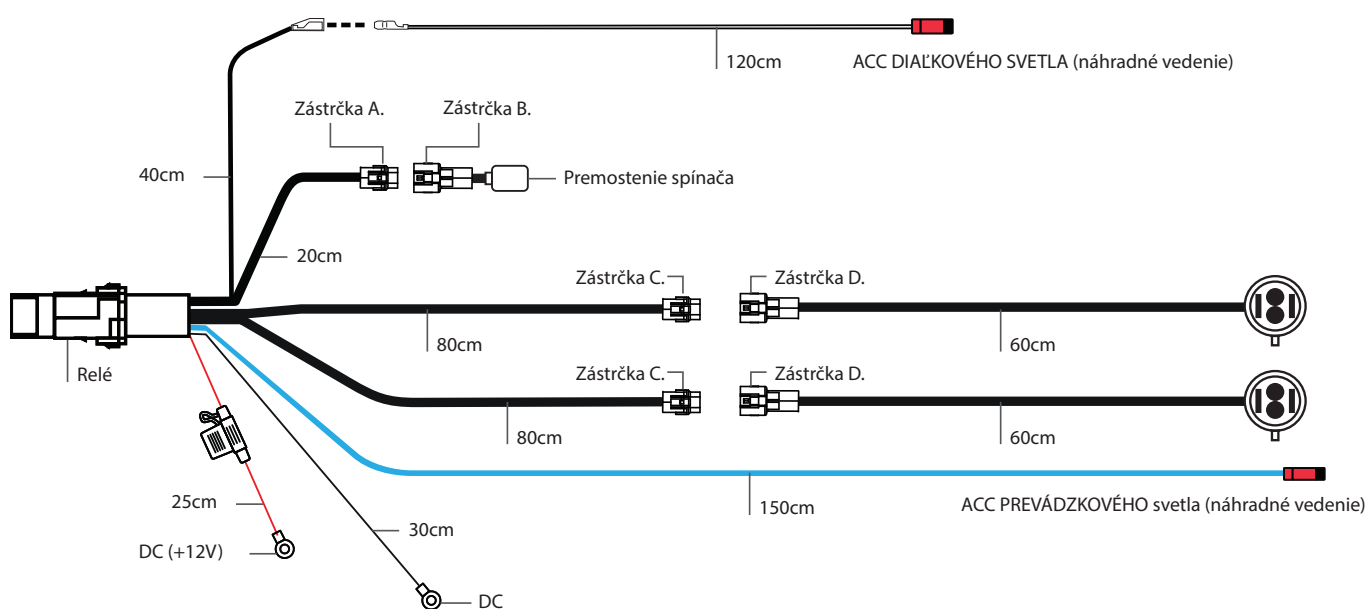 120cm
ACC DIAĽKOVÉHO SVETLA (náhradné vedenie)
Zástrčka A.
Zástrčka B.
40cm
Premostenie spínača
20cm
Zástrčka C.
Zástrčka D.
80cm
60cm
Relé
Zástrčka C.
Zástrčka D.
80cm
60cm
25cm
150cm
ACC PREVÁDZKOVÉHO svetla (náhradné vedenie)
30cm
DC (+12V)
DC